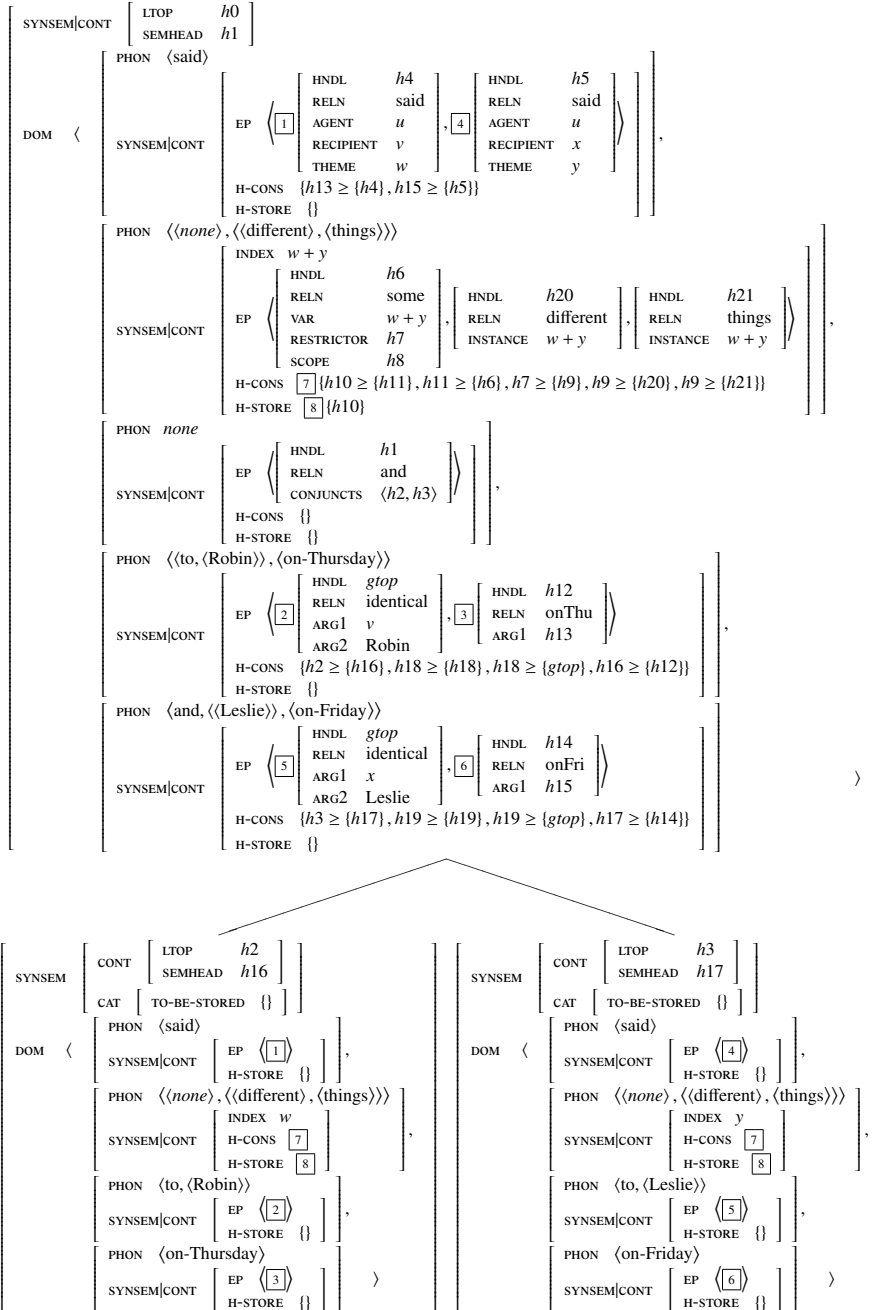 SYNSEM|CONT [ LTOP h0
SEMHEAD h1 ]
DOM ⟨
PHON ⟨said⟩
SYNSEM|CONT
EP ⟨ [1] [ HNDL h4
RELN said
AGENT u
RECIPIENT v
THEME w ] , [4] [ HNDL h5
RELN said
AGENT u
RECIPIENT x
THEME y ] ⟩
H-CONS {h13 ≥ {h4} , h15 ≥ {h5}}
H-STORE {} ,
PHON ⟨⟨none⟩ , ⟨⟨different⟩ , ⟨things⟩⟩⟩
SYNSEM|CONT
INDEX w + y
EP ⟨ [ HNDL h6
RELN some
VAR w + y
RESTRICTOR h7
SCOPE h8 ] , [ HNDL h20
RELN different
INSTANCE w + y ] , [ HNDL h21
RELN things
INSTANCE w + y ] ⟩
H-CONS [7] {h10 ≥ {h11} , h11 ≥ {h6} , h7 ≥ {h9} , h9 ≥ {h20} , h9 ≥ {h21}}
H-STORE [8] {h10} ,
PHON none
SYNSEM|CONT
EP ⟨ [ HNDL h1
RELN and
CONJUNCTS ⟨h2, h3⟩ ] ⟩
H-CONS {}
H-STORE {} ,
PHON ⟨⟨to, ⟨Robin⟩⟩ , ⟨on-Thursday⟩⟩
SYNSEM|CONT
EP ⟨ [2] [ HNDL gtop
RELN identical
ARG1 v
ARG2 Robin ] , [3] [ HNDL h12
RELN onThu
ARG1 h13 ] ⟩
H-CONS {h2 ≥ {h16} , h18 ≥ {h18} , h18 ≥ {gtop} , h16 ≥ {h12}}
H-STORE {} ,
PHON ⟨and, ⟨⟨Leslie⟩⟩ , ⟨on-Friday⟩⟩
SYNSEM|CONT
EP ⟨ [5] [ HNDL gtop
RELN identical
ARG1 x
ARG2 Leslie ] , [6] [ HNDL h14
RELN onFri
ARG1 h15 ] ⟩
H-CONS {h3 ≥ {h17} , h19 ≥ {h19} , h19 ≥ {gtop} , h17 ≥ {h14}}
H-STORE {} ⟩
SYNSEM
CONT [ LTOP h2
SEMHEAD h16 ]
CAT [ TO-BE-STORED {} ]
DOM ⟨
PHON ⟨said⟩
SYNSEM|CONT [ EP ⟨[1]⟩
H-STORE {} ] ,
PHON ⟨⟨none⟩ , ⟨⟨different⟩ , ⟨things⟩⟩⟩
SYNSEM|CONT [ INDEX w
H-CONS [7]
H-STORE [8] ] ,
PHON ⟨to, ⟨Robin⟩⟩
SYNSEM|CONT [ EP ⟨[2]⟩
H-STORE {} ] ,
PHON ⟨on-Thursday⟩
SYNSEM|CONT [ EP ⟨[3]⟩
H-STORE {} ] ⟩
SYNSEM
CONT [ LTOP h3
SEMHEAD h17 ]
CAT [ TO-BE-STORED {} ]
DOM ⟨
PHON ⟨said⟩
SYNSEM|CONT [ EP ⟨[4]⟩
H-STORE {} ] ,
PHON ⟨⟨none⟩ , ⟨⟨different⟩ , ⟨things⟩⟩⟩
SYNSEM|CONT [ INDEX y
H-CONS [7]
H-STORE [8] ] ,
PHON ⟨to, ⟨Leslie⟩⟩
SYNSEM|CONT [ EP ⟨[5]⟩
H-STORE {} ] ,
PHON ⟨on-Friday⟩
SYNSEM|CONT [ EP ⟨[6]⟩
H-STORE {} ] ⟩